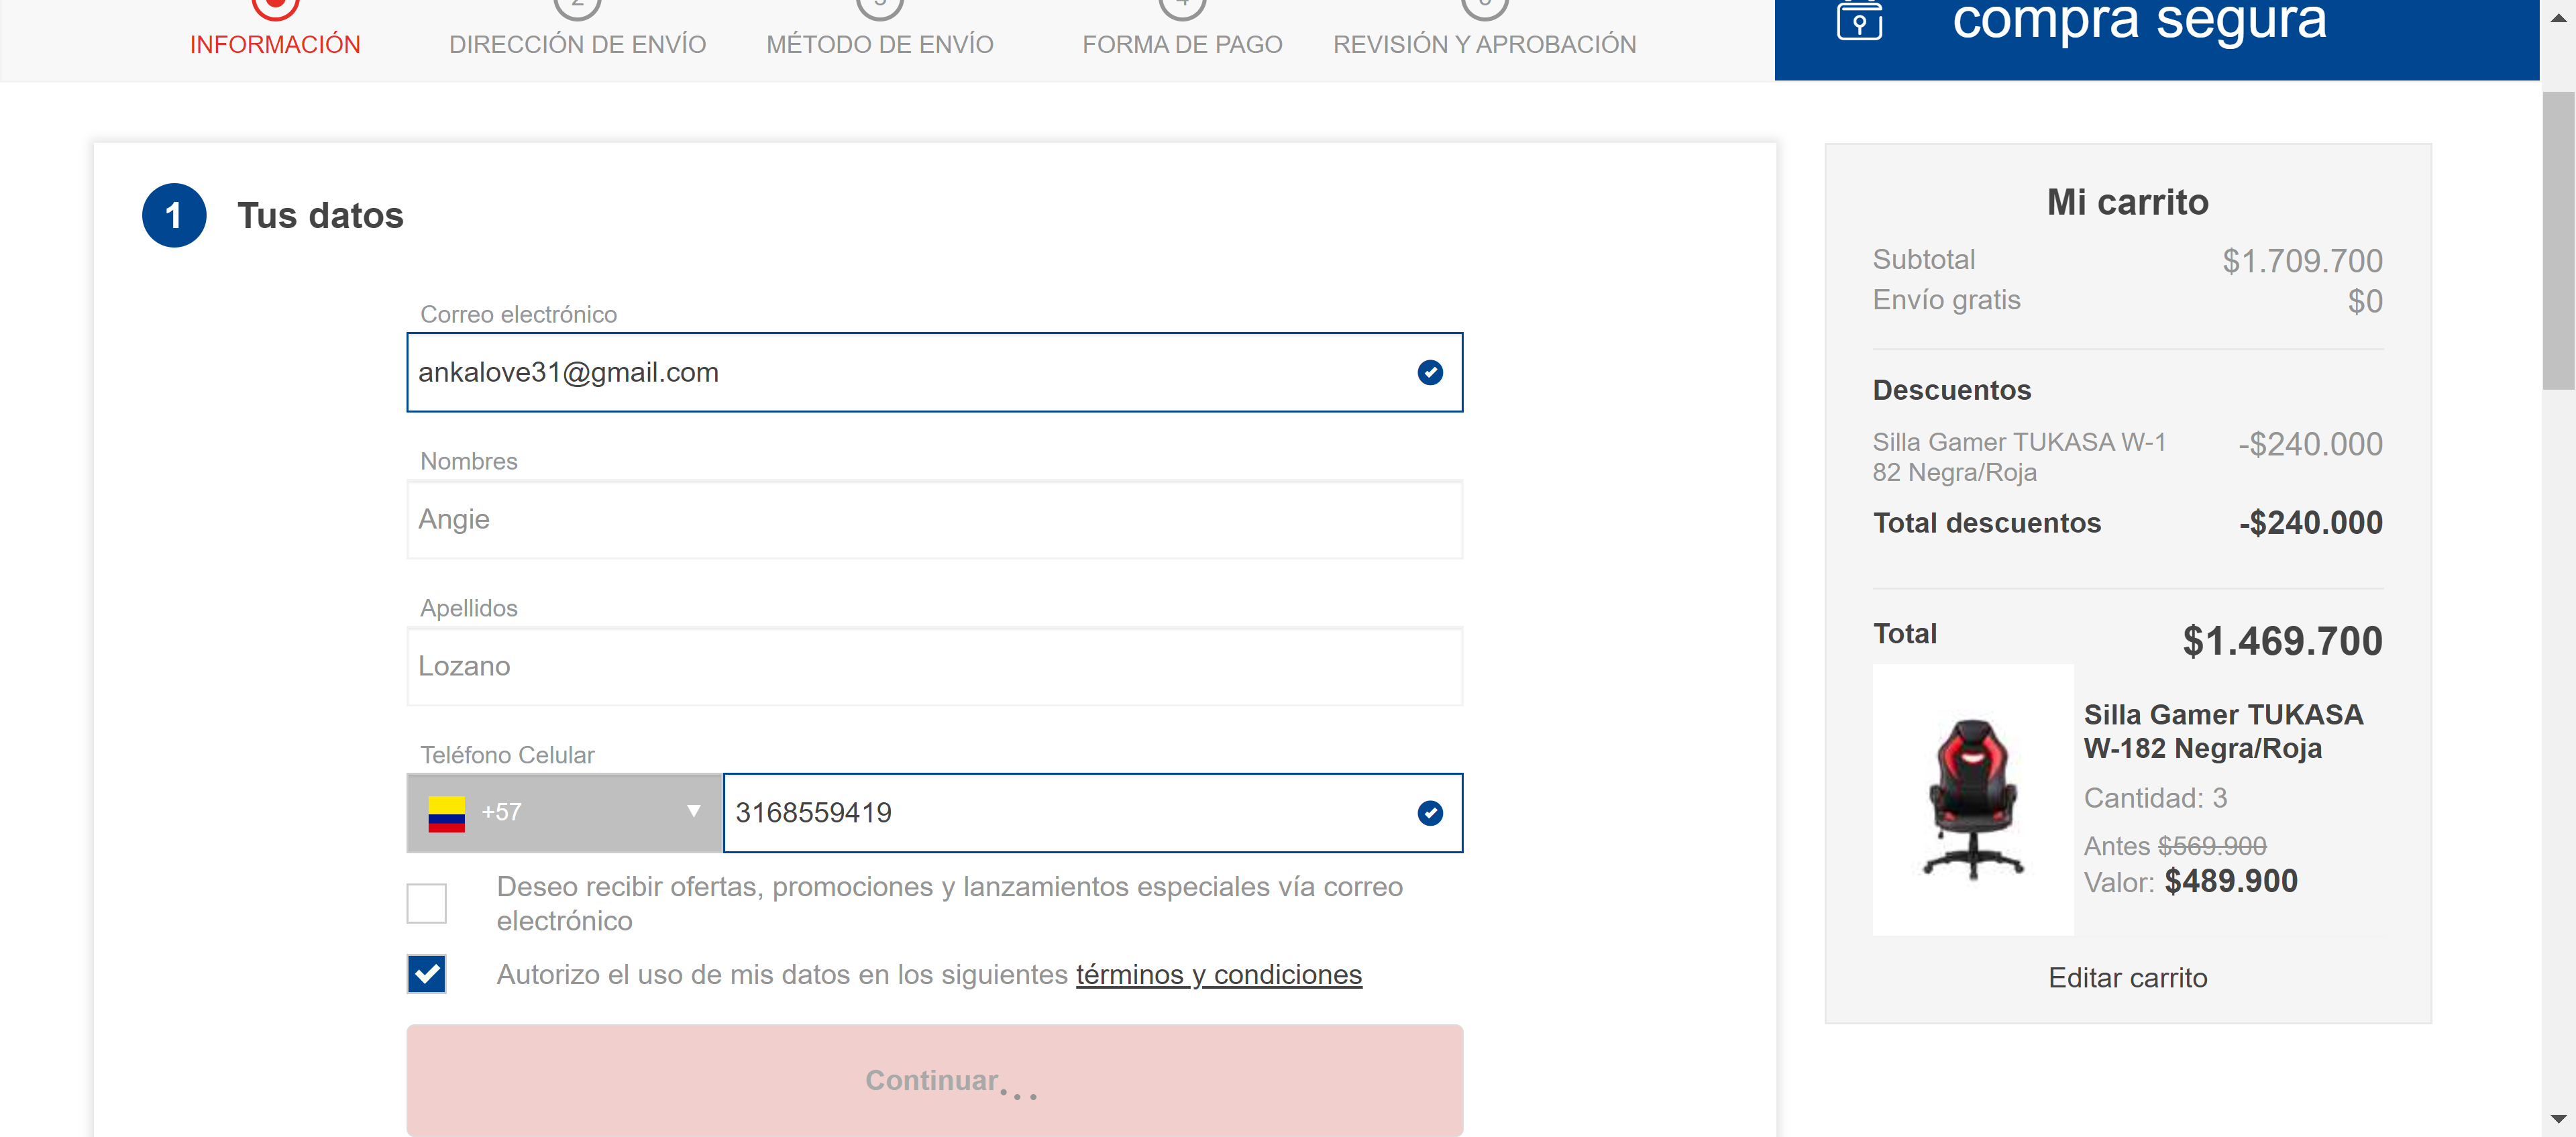 compra segura
INFORMACIÓN
DIRECCIÓN DE ENVÍO
MÉTODO DE ENVÍO
FORMA DE PAGO
REVISIÓN Y APROBACIÓN
1 Tus datos
Correo electrónico
ankalove31@gmail.com
Nombres
Angie
Apellidos
Lozano
Teléfono Celular
+57 3168559419
Deseo recibir ofertas, promociones y lanzamientos especiales vía correo
electrónico
Autorizo el uso de mis datos en los siguientes términos y condiciones
Continuar...
Mi carrito
Subtotal $1.709.700
Envío gratis $0
Descuentos
Silla Gamer TUKASA W-1 -$240.000
82 Negra/Roja
Total descuentos -$240.000
Total $1.469.700
Silla Gamer TUKASA
W-182 Negra/Roja
Cantidad: 3
Antes $569.900
Valor: $489.900
Editar carrito